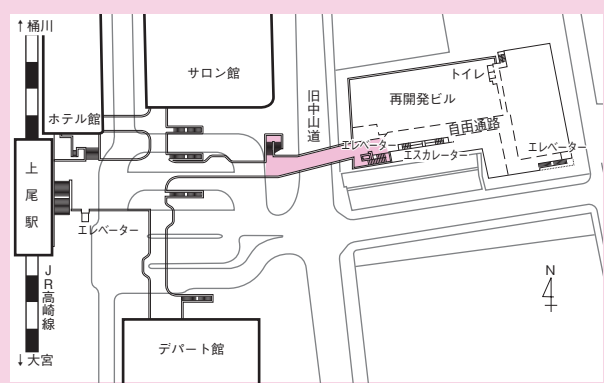 ↑桶川
サロン館
ホテル館
旧中山道
トイレ
再開発ビル
自由通路
エレベーター
エスカレーター
エレベーター
上尾駅
エレベーター
N
JR高崎線
デパート館
↓大宮